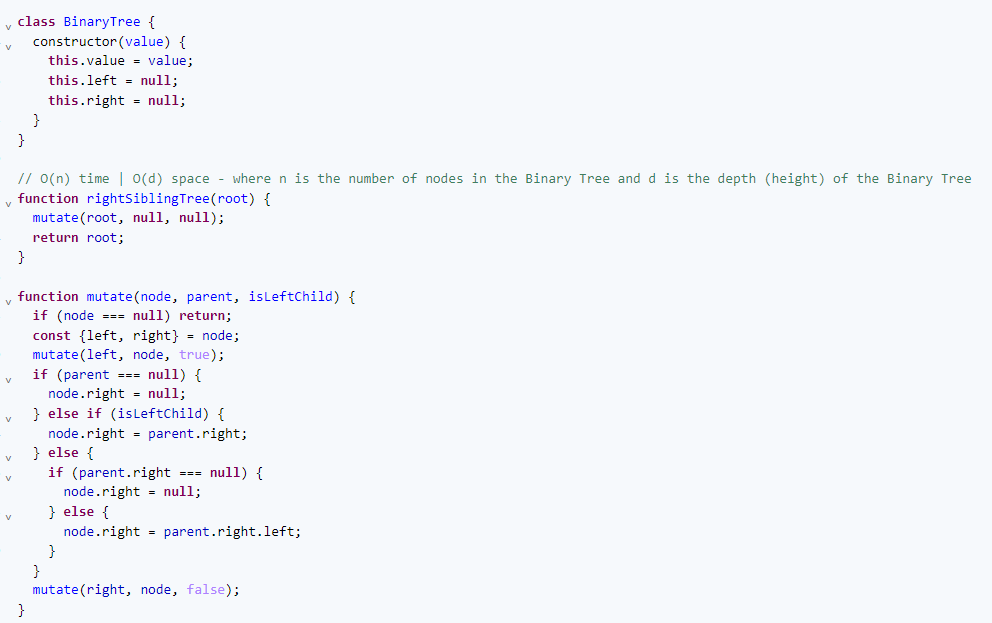 class BinaryTree {
  constructor(value) {
    this.value = value;
    this.left = null;
    this.right = null;
  }
}

// O(n) time | O(d) space - where n is the number of nodes in the Binary Tree and d is the depth (height) of the Binary Tree
function rightSiblingTree(root) {
  mutate(root, null, null);
  return root;
}

function mutate(node, parent, isLeftChild) {
  if (node === null) return;
  const {left, right} = node;
  mutate(left, node, true);
  if (parent === null) {
    node.right = null;
  } else if (isLeftChild) {
    node.right = parent.right;
  } else {
    if (parent.right === null) {
      node.right = null;
    } else {
      node.right = parent.right.left;
    }
  }
  mutate(right, node, false);
}